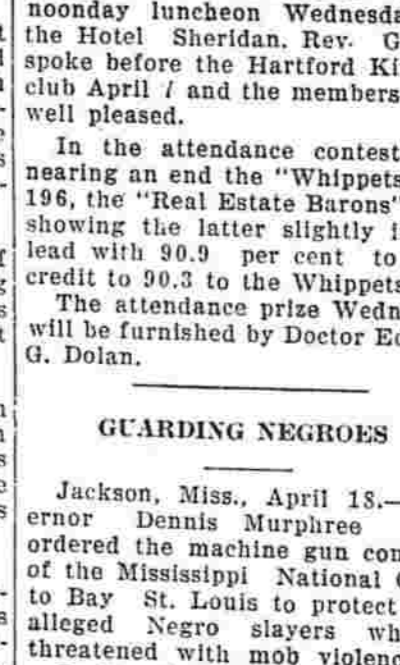 noonday luncheon Wednesda
the Hotel Sheridan. Rev. G
spoke before the Hartford Ki
club April 7 and the members
well pleased.
In the attendance contest
nearing an end the "Whippets
196, the "Real Estate Barons"
showing the latter slightly i
lead with 90.9 per cent to
credit to 90.3 to the Whippets
The attendance prize Wedn
will be furnished by Doctor Ed
G. Dolan.
GUARDING NEGROES
Jackson, Miss., April 18.—
ernor Dennis Murphree
ordered the machine gun com
of the Mississippi National
to Bay St. Louis to protect
alleged Negro slayers wh
threatened with mob violenc